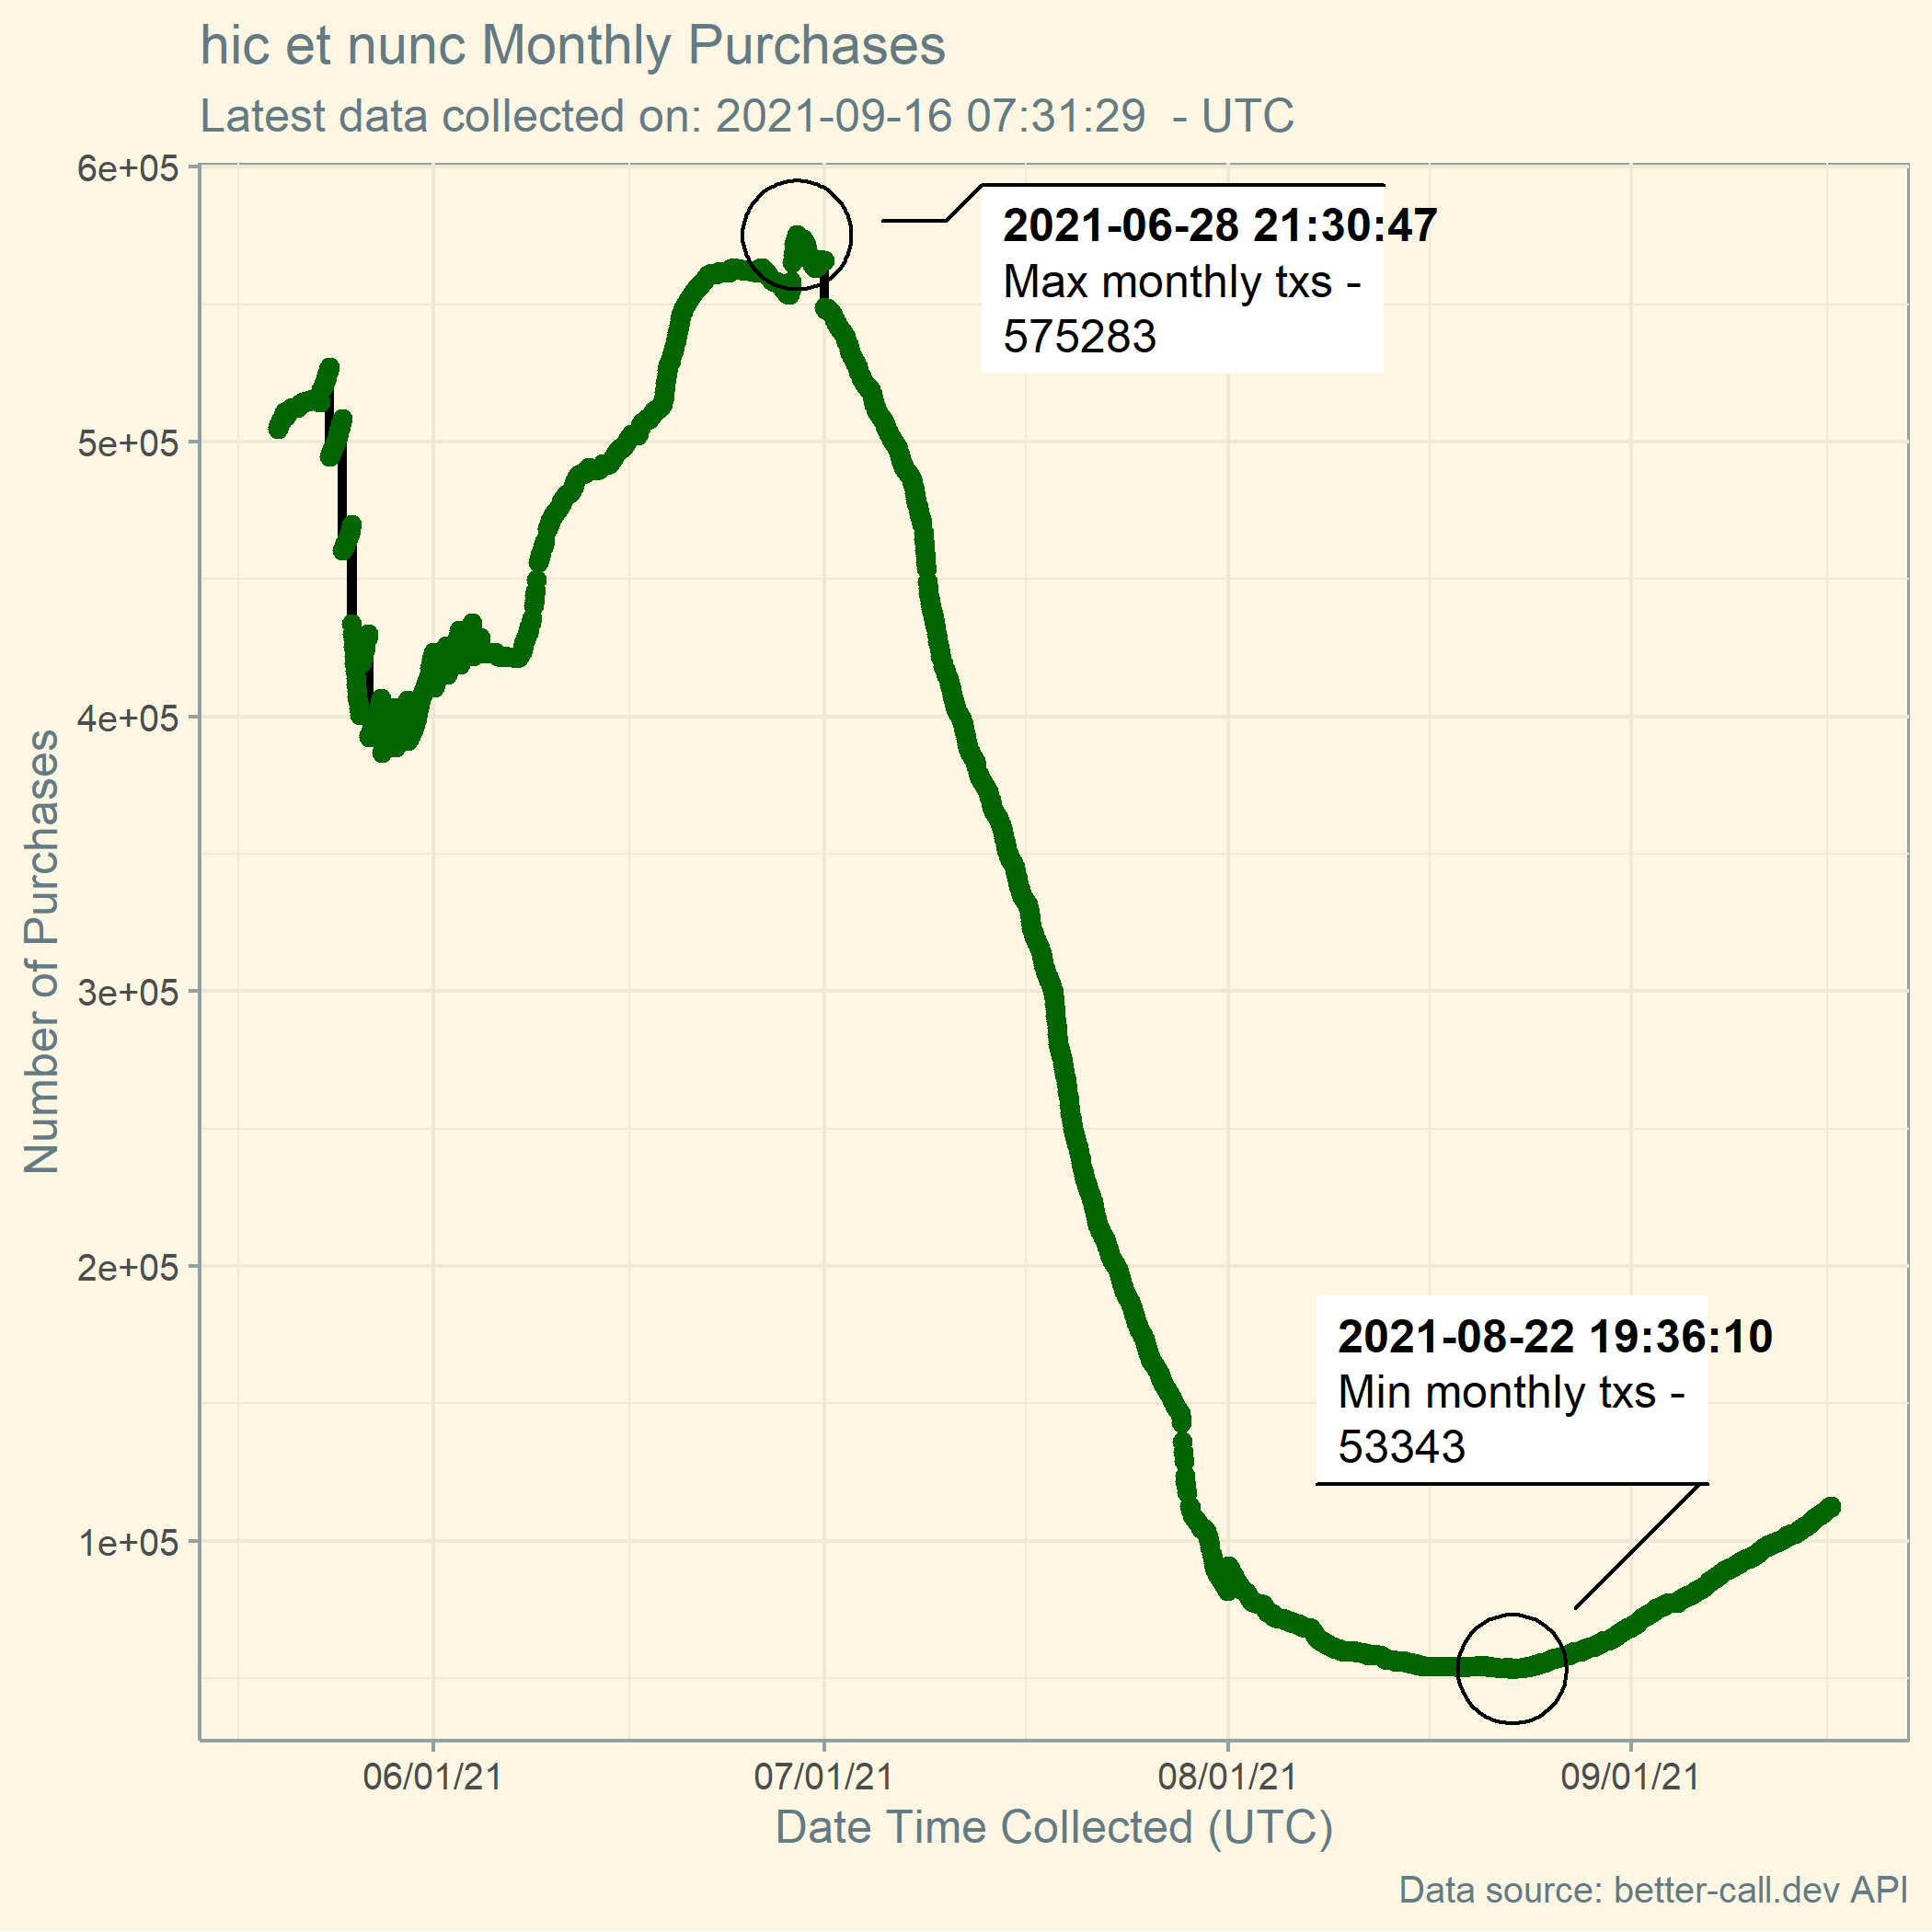 hic et nunc Monthly Purchases
Latest data collected on: 2021-09-16 07:31:29  - UTC
6e+05
5e+05
4e+05
3e+05
2e+05
1e+05
Number of Purchases
2021-06-28 21:30:47
Max monthly txs -
575283
2021-08-22 19:36:10
Min monthly txs -
53343
06/01/21
07/01/21
08/01/21
09/01/21
Date Time Collected (UTC)
Data source: better-call.dev API